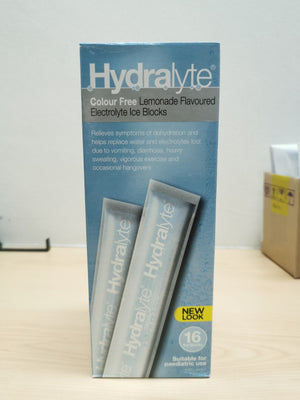 Hydralyte®
Colour Free Lemonade Flavoured
Electrolyte Ice Blocks
Relieves symptoms of dehydration and
helps replace water and electrolytes lost
due to vomiting, diarrhoea, heavy
sweating, vigorous exercise and
occasional hangovers
Hydralyte
Hydralyte
Hydralyte
Hydralyte
NEW
LOOK
16
Suitable for
paediatric use